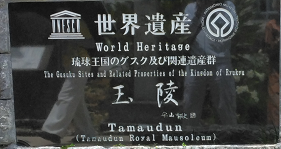 世界遺産
World Heritage
琉球王国のグスク及び関連遺産群
The Gusuku Sites and Related Properties of the Kingdom of Ryukyu
玉陵
Tamaudun
(Tamaudun Royal Mausoleum)